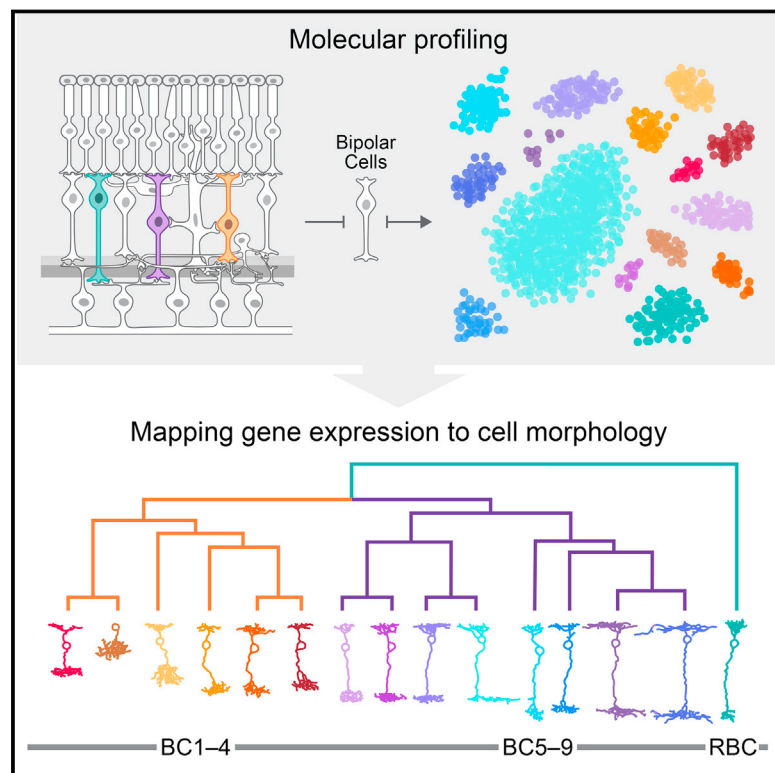 Molecular profiling
Bipolar
Cells
Mapping gene expression to cell morphology
BC1–4
BC5–9
RBC